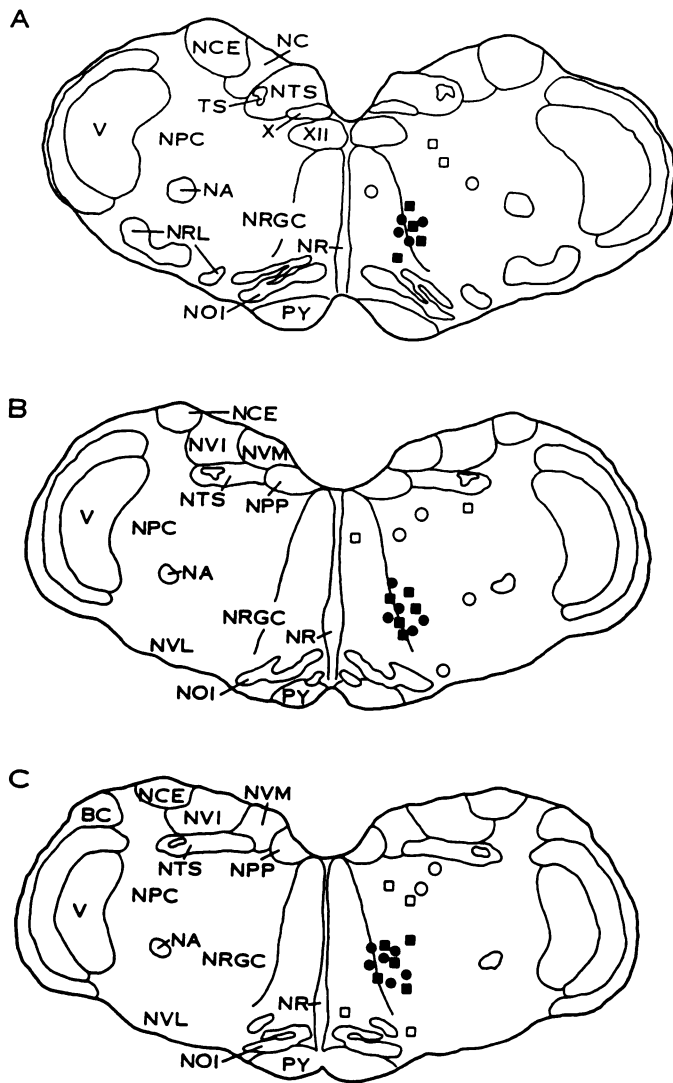 A
NCE
NC
TS
NTS
X
XII
V
NPC
NA
NRGC
NRL
NR
NOI
PY
B
NCE
NVI
NVM
NTS
NPP
V
NPC
NA
NRGC
NR
NVL
NOI
PY
C
NCE
NVM
BC
NVI
NTS
NPP
NPC
V
NA
NRGC
NR
NVL
NOI
PY